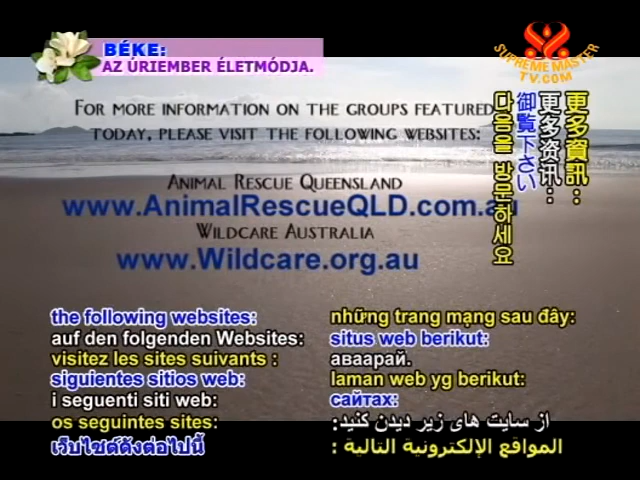 BÉKE:
AZ ÚRIEMBER ÉLETMÓDJA.
SUPREME MASTER
TV.COM
FOR MORE INFORMATION ON THE GROUPS FEATURED
TODAY, PLEASE VISIT THE FOLLOWING WEBSITES:
ANIMAL RESCUE QUEENSLAND
www.AnimalRescueQLD.com.au
WILDCARE AUSTRALIA
www.Wildcare.org.au
更多資訊：
更多资讯：
御覧下さい
다음을 방문하세요
the following websites:
auf den folgenden Websites:
visitez les sites suivants :
siguientes sitios web:
i seguenti siti web:
os seguintes sites:
เว็บไซต์ดังต่อไปนี้
những trang mạng sau đây:
situs web berikut:
аваарай.
laman web yg berikut:
сайтах:
از سایت های زیر دیدن کنید:
المواقع الإلكترونية التالية :